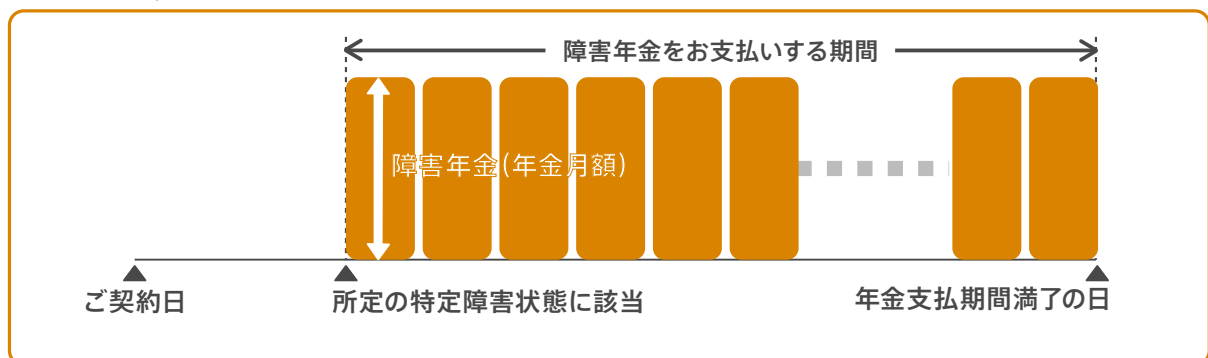 障害年金をお支払いする期間
障害年金(年金月額)
ご契約日
所定の特定障害状態に該当
年金支払期間満了の日